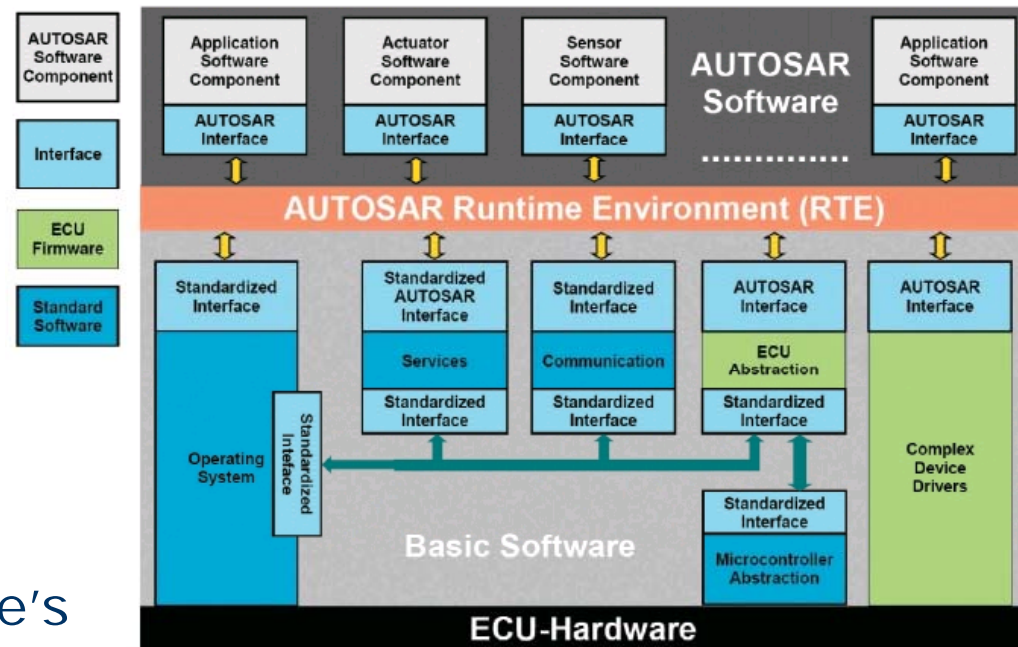 AUTOSAR
Software
Component
Interface
ECU
Firmware
Standard
Software
Application
Software
Component
AUTOSAR
Interface
Actuator
Software
Component
AUTOSAR
Interface
Sensor
Software
Component
AUTOSAR
Interface
AUTOSAR
Software
..............
Application
Software
Component
AUTOSAR
Interface
AUTOSAR Runtime Environment (RTE)
Standardized
Interface
Operating
System
Standardized
Inteface
Standardized
AUTOSAR
Interface
Services
Standardized
Interface
Standardized
Interface
Communication
Standardized
Interface
AUTOSAR
Interface
ECU
Abstraction
Standardized
Interface
Standardized
Interface
Microcontroller
Abstraction
AUTOSAR
Interface
Complex
Device
Drivers
Basic Software
ECU-Hardware
e's